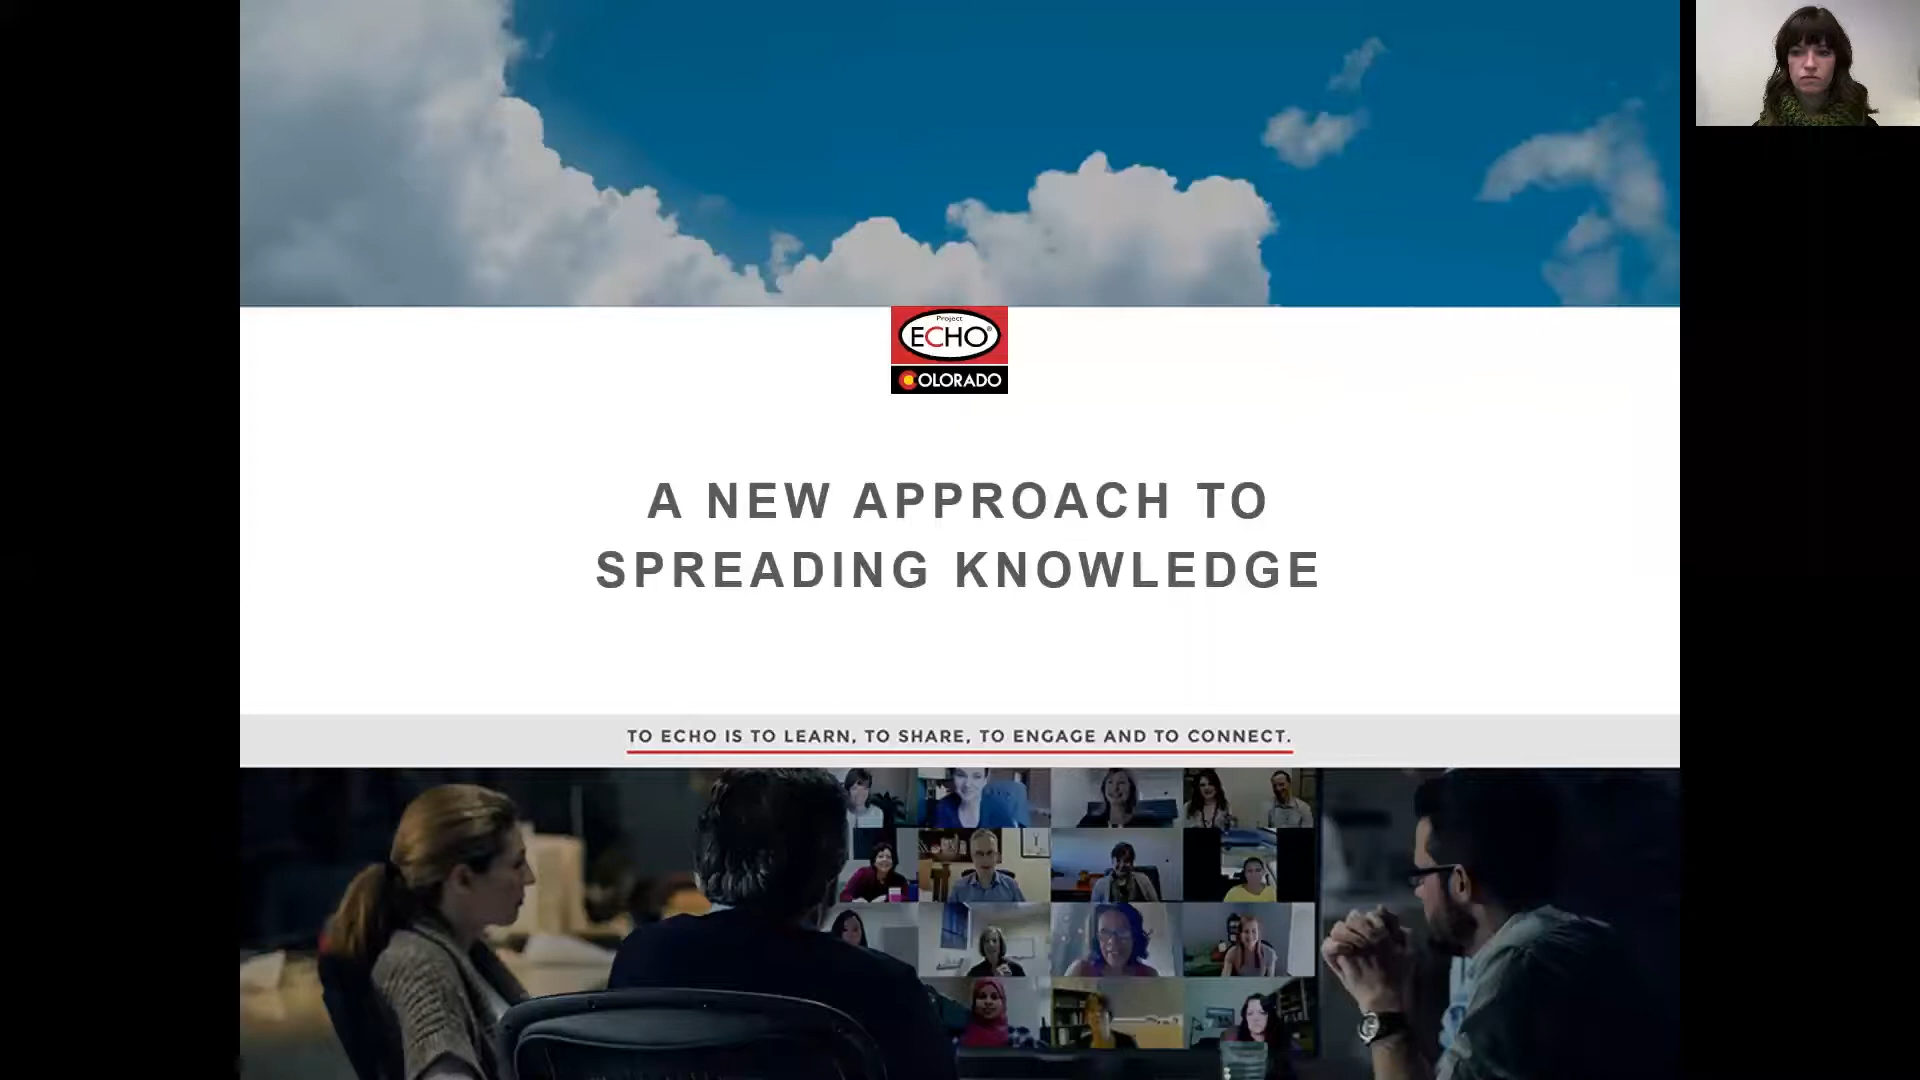 Project
ECHO®
COLORADO
A NEW APPROACH TO
SPREADING KNOWLEDGE
TO ECHO IS TO LEARN, TO SHARE, TO ENGAGE AND TO CONNECT.